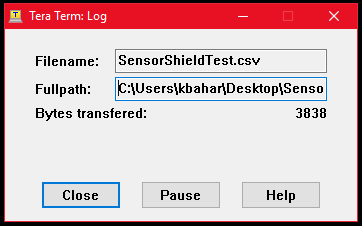 Tera Term: Log
Filename: SensorShieldTest.csv
Fullpath: C:\Users\kbahar\Desktop\Senso
Bytes transfered: 3838
Close Pause Help